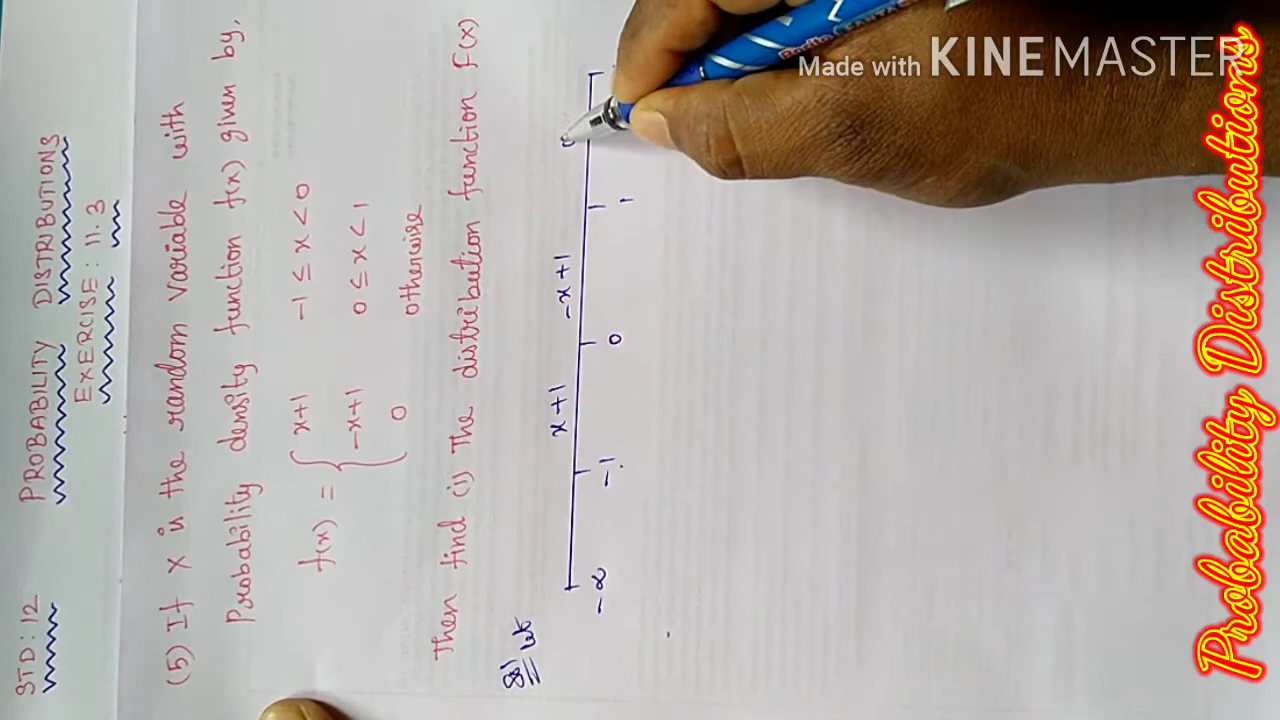 STD: 12 PROBABILITY DISTRIBUTIONS
EXERCISE: 11.3
(5) If X is the random variable with
Probability density function f(x) given by,
f(x) = { x+1 -1 ≤ x < 0
-x+1 0 ≤ x < 1
0 otherwise
Then find (i) The distribution function F(x)
Sol
x+1 -x+1
-∞ -1 0 1
Made with KINEMASTER
Probability Distributions